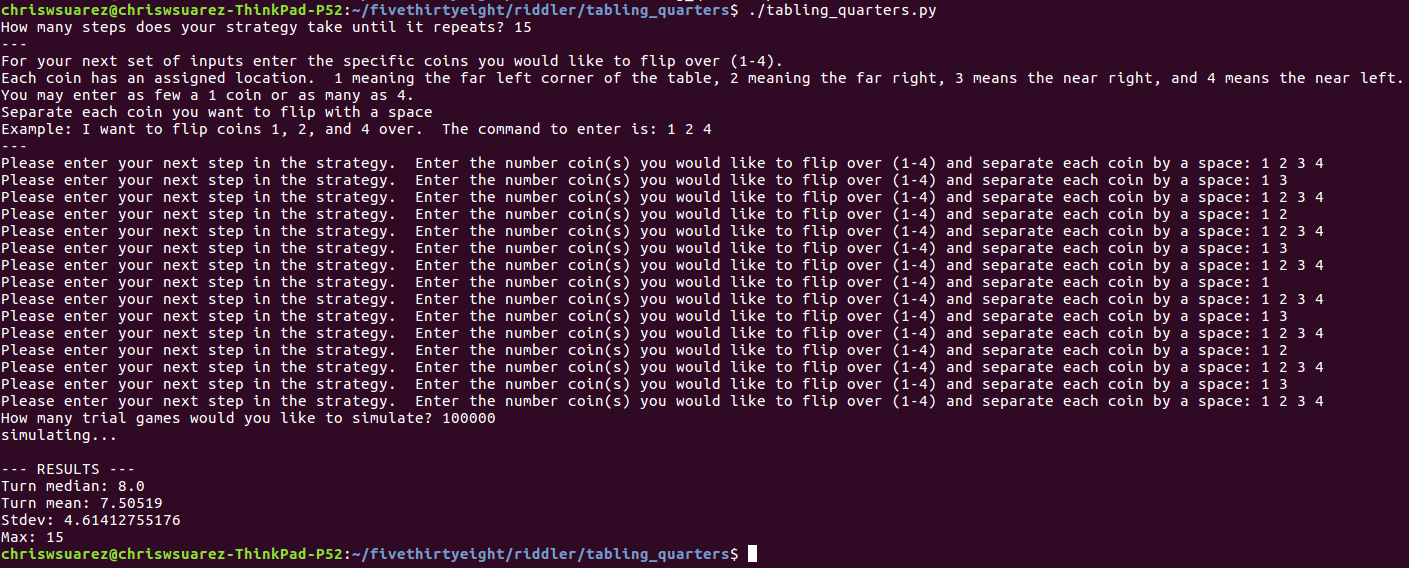 chriswsuarez@chriswsuarez-ThinkPad-P52:~/fivethirtyeight/riddler/tabling_quarters$ ./tabling_quarters.py
How many steps does your strategy take until it repeats? 15
---
For your next set of inputs enter the specific coins you would like to flip over (1-4).
Each coin has an assigned location.  1 meaning the far left corner of the table, 2 meaning the far right, 3 means the near right, and 4 means the near left.
You may enter as few a 1 coin or as many as 4.
Separate each coin you want to flip with a space
Example: I want to flip coins 1, 2, and 4 over.  The command to enter is: 1 2 4
---
Please enter your next step in the strategy.  Enter the number coin(s) you would like to flip over (1-4) and separate each coin by a space: 1 2 3 4
Please enter your next step in the strategy.  Enter the number coin(s) you would like to flip over (1-4) and separate each coin by a space: 1 3
Please enter your next step in the strategy.  Enter the number coin(s) you would like to flip over (1-4) and separate each coin by a space: 1 2 3 4
Please enter your next step in the strategy.  Enter the number coin(s) you would like to flip over (1-4) and separate each coin by a space: 1 2
Please enter your next step in the strategy.  Enter the number coin(s) you would like to flip over (1-4) and separate each coin by a space: 1 2 3 4
Please enter your next step in the strategy.  Enter the number coin(s) you would like to flip over (1-4) and separate each coin by a space: 1 3
Please enter your next step in the strategy.  Enter the number coin(s) you would like to flip over (1-4) and separate each coin by a space: 1 2 3 4
Please enter your next step in the strategy.  Enter the number coin(s) you would like to flip over (1-4) and separate each coin by a space: 1
Please enter your next step in the strategy.  Enter the number coin(s) you would like to flip over (1-4) and separate each coin by a space: 1 2 3 4
Please enter your next step in the strategy.  Enter the number coin(s) you would like to flip over (1-4) and separate each coin by a space: 1 3
Please enter your next step in the strategy.  Enter the number coin(s) you would like to flip over (1-4) and separate each coin by a space: 1 2 3 4
Please enter your next step in the strategy.  Enter the number coin(s) you would like to flip over (1-4) and separate each coin by a space: 1 2
Please enter your next step in the strategy.  Enter the number coin(s) you would like to flip over (1-4) and separate each coin by a space: 1 2 3 4
Please enter your next step in the strategy.  Enter the number coin(s) you would like to flip over (1-4) and separate each coin by a space: 1 3
Please enter your next step in the strategy.  Enter the number coin(s) you would like to flip over (1-4) and separate each coin by a space: 1 2 3 4
How many trial games would you like to simulate? 100000
simulating...

--- RESULTS ---
Turn median: 8.0
Turn mean: 7.50519
Stdev: 4.61412755176
Max: 15
chriswsuarez@chriswsuarez-ThinkPad-P52:~/fivethirtyeight/riddler/tabling_quarters$